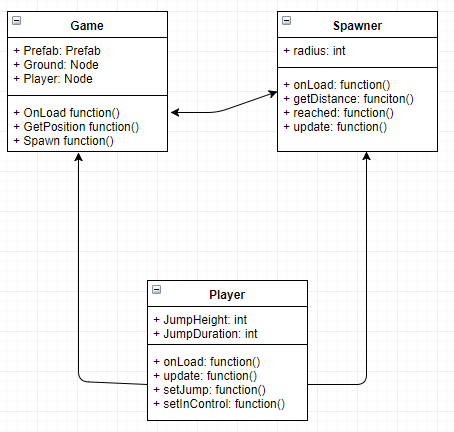 Game
+ Prefab: Prefab
+ Ground: Node
+ Player: Node
+ OnLoad function()
+ GetPosition function()
+ Spawn function()
Spawner
+ radius: int
+ onLoad: function()
+ getDistance: funciton()
+ reached: function()
+ update: function()
Player
+ JumpHeight: int
+ JumpDuration: int
+ onLoad: function()
+ update: function()
+ setJump: function()
+ setInControl: function()